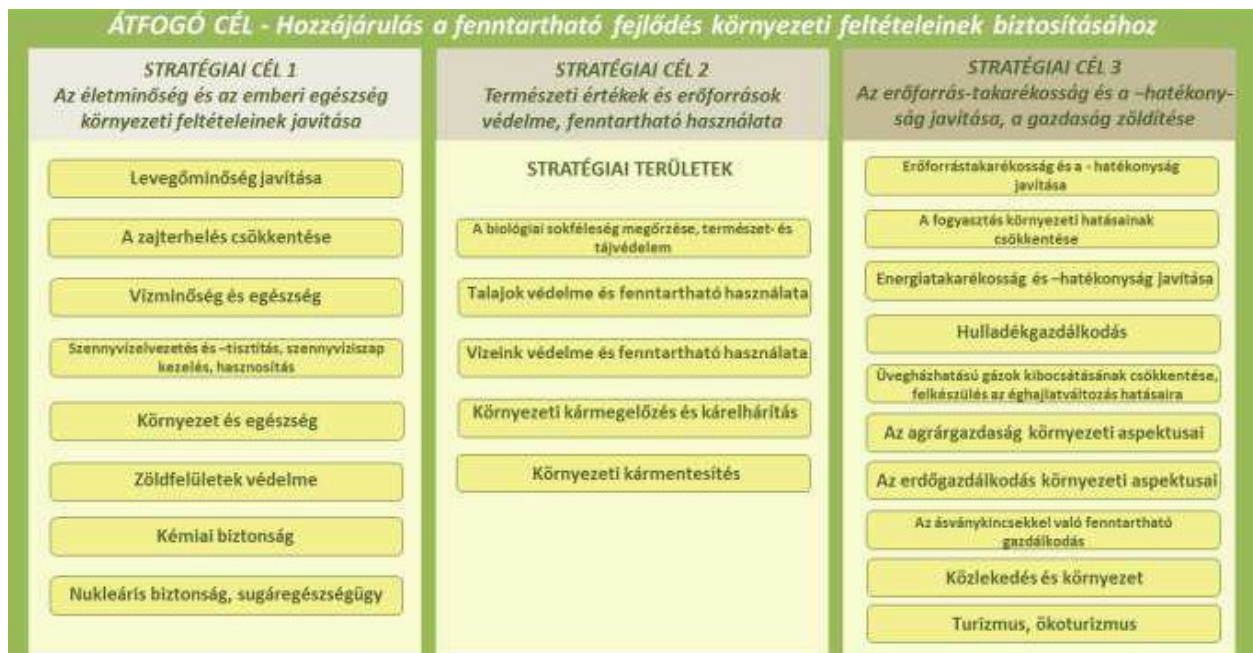 ÁTFOGÓ CÉL - Hozzájárulás a fenntartható fejlődés környezeti feltételeinek biztosításához
STRATÉGIAI CÉL 1
Az életminőség és az emberi egészség
környezeti feltételeinek javítása
Levegőminőség javítása
A zajterhelés csökkentése
Vízminőség és egészség
Szennyvízelvezetés és –tisztítás, szennyvíziszap
kezelés, hasznosítás
Környezet és egészség
Zöldfelületek védelme
Kémiai biztonság
Nukleáris biztonság, sugáregészségügy
STRATÉGIAI CÉL 2
Természeti értékek és erőforrások
védelme, fenntartható használata
STRATÉGIAI TERÜLETEK
A biológiai sokféleség megőrzése, természet- és
tájvédelem
Talajok védelme és fenntartható használata
Vizeink védelme és fenntartható használata
Környezeti kármegelőzés és kárelhárítás
Környezeti kármentesítés
STRATÉGIAI CÉL 3
Az erőforrás-takarékosság és a –hatékony-
ság javítása, a gazdaság zöldítése
Erőforrástakarékosság és a - hatékonyság
javítása
A fogyasztás környezeti hatásainak
csökkentése
Energiatakarékosság és –hatékonyság javítása
Hulladékgazdálkodás
Üvegházhatású gázok kibocsátásának csökkentése,
felkészülés az éghajlatváltozás hatásaira
Az agrárgazdaság környezeti aspektusai
Az erdőgazdálkodás környezeti aspektusai
Az ásványkincsekkel való fenntartható
gazdálkodás
Közlekedés és környezet
Turizmus, ökoturizmus